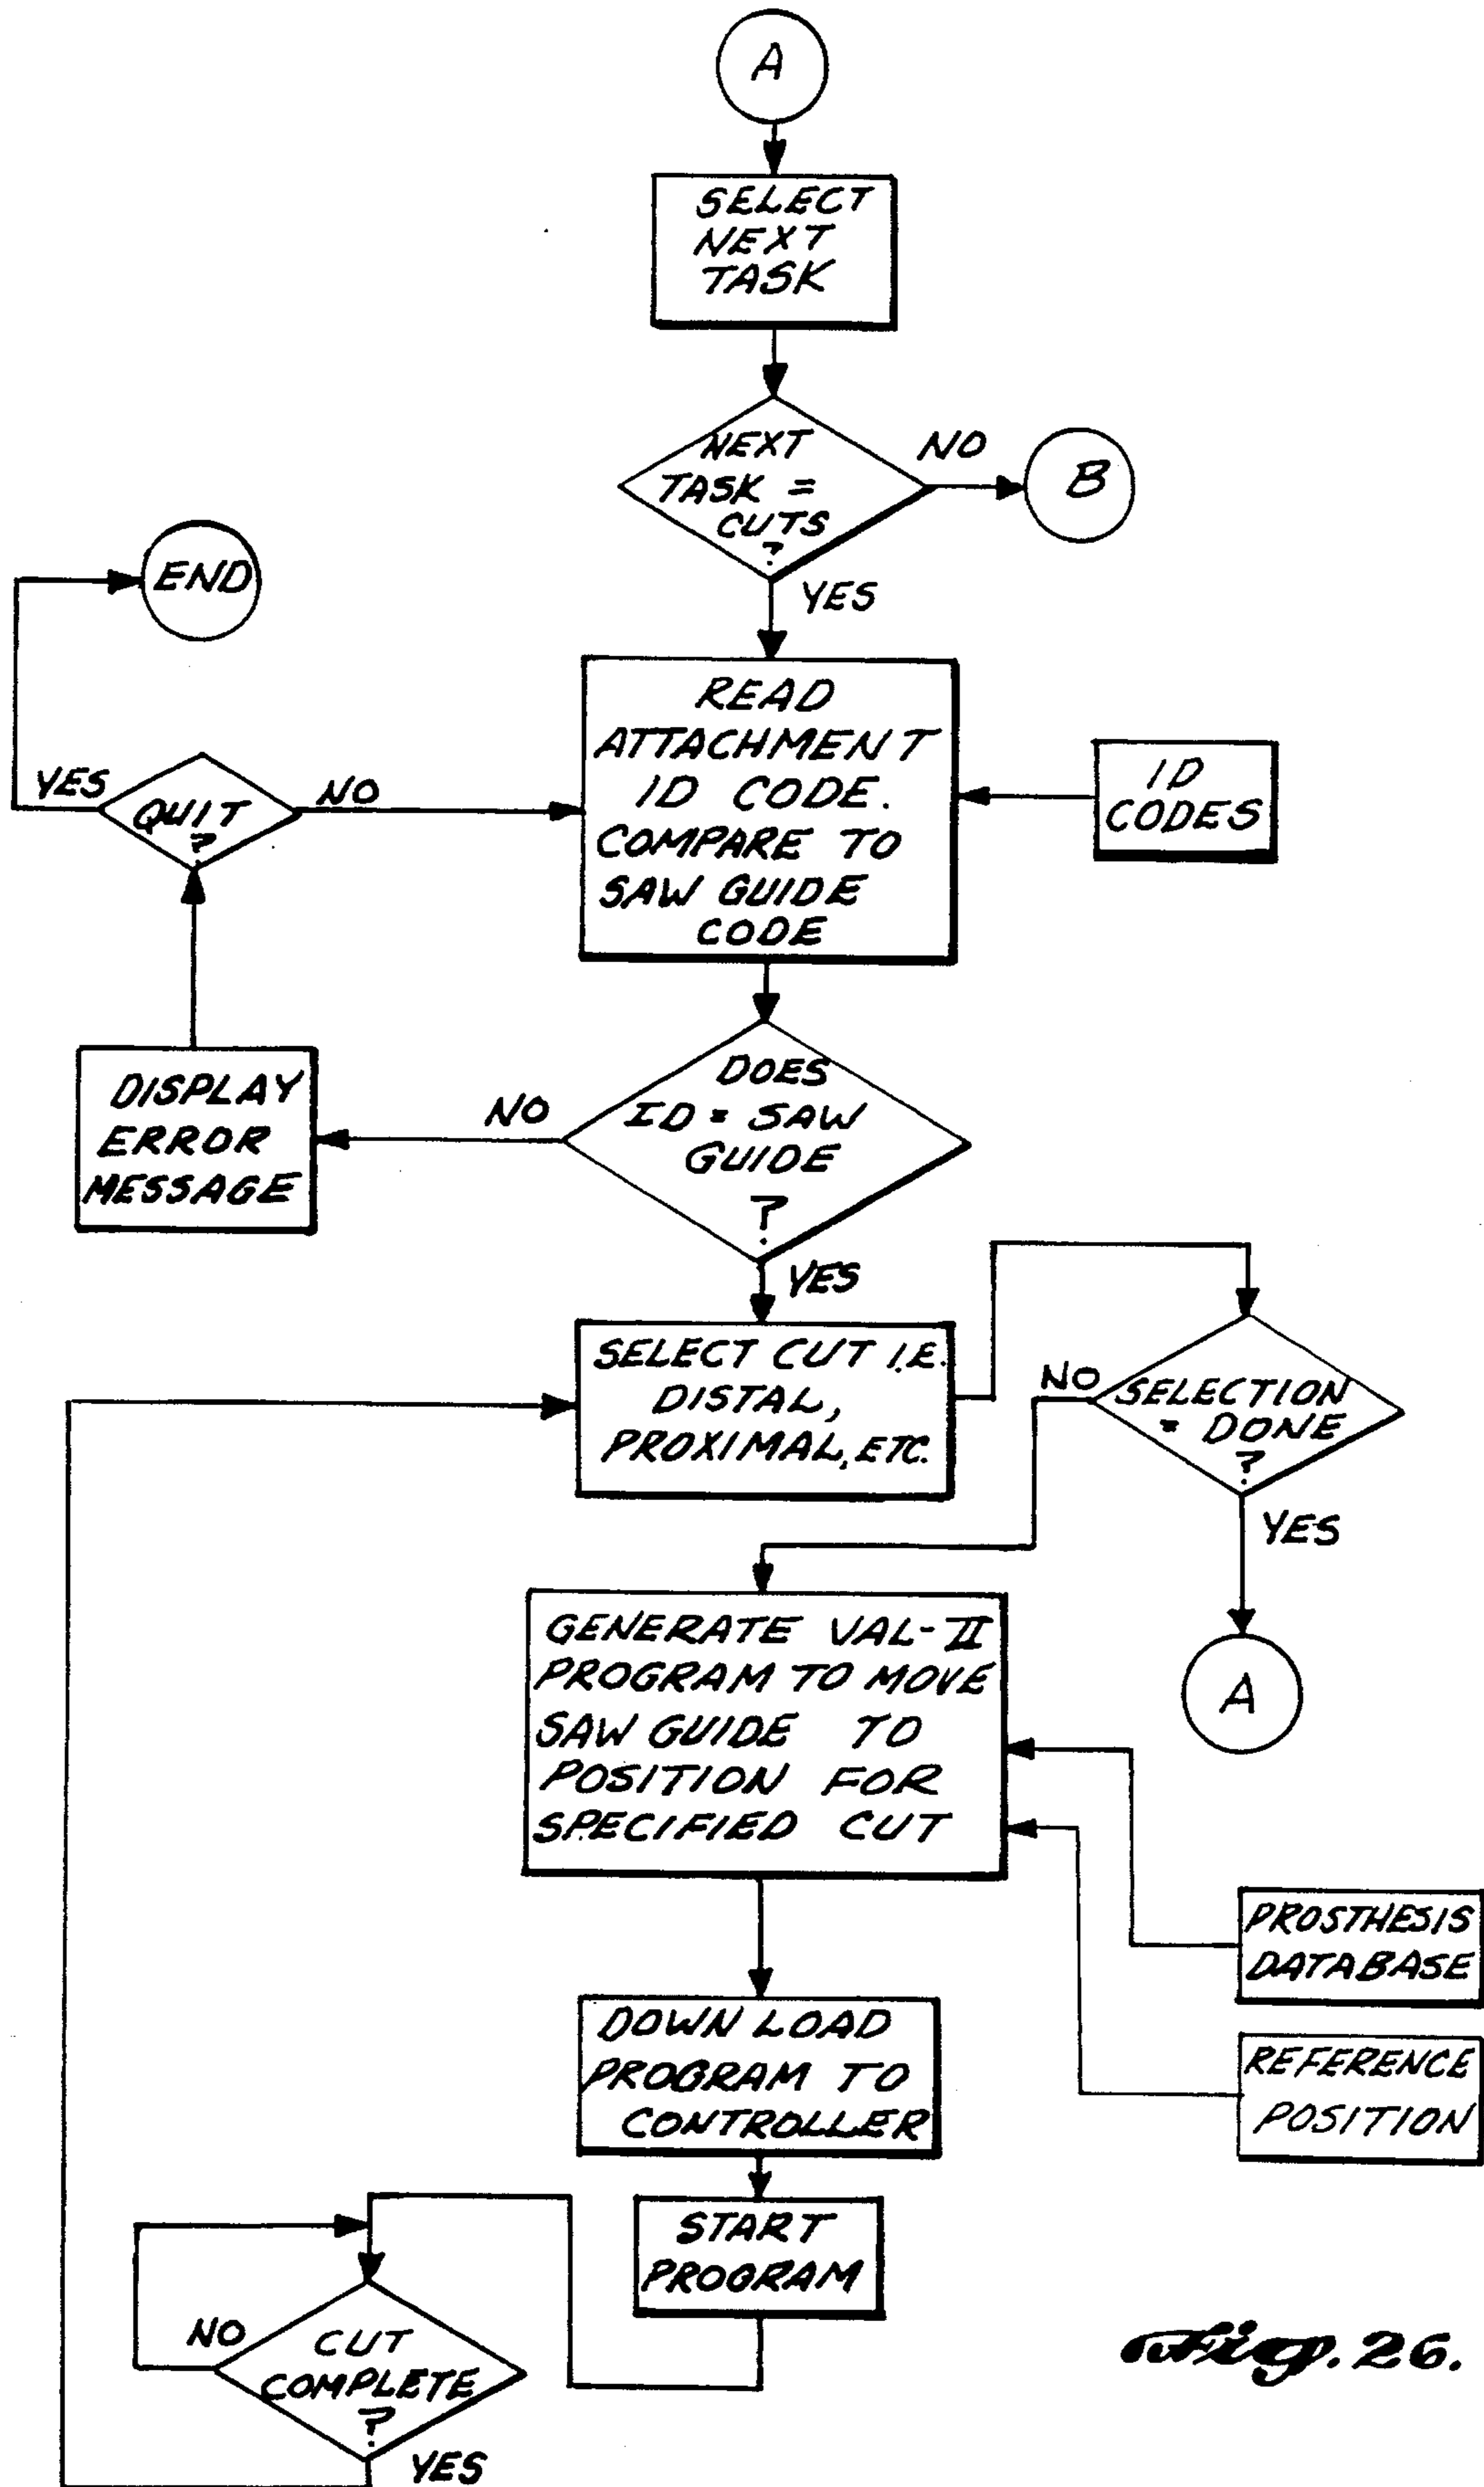 A
SELECT
NEXT
TASK
NEXT
TASK =
CUTS
?
NO
B
YES
END
READ
ATTACHMENT
ID CODE.
COMPARE TO
SAW GUIDE
CODE
ID
CODES
YES
QUIT
?
NO
DOES
ID = SAW
GUIDE
?
NO
DISPLAY
ERROR
MESSAGE
YES
SELECT CUT I.E.
DISTAL,
PROXIMAL, ETC.
NO
SELECTION
= DONE
?
YES
A
GENERATE VAL-II
PROGRAM TO MOVE
SAW GUIDE TO
POSITION FOR
SPECIFIED CUT
PROSTHESIS
DATABASE
REFERENCE
POSITION
DOWN LOAD
PROGRAM TO
CONTROLLER
START
PROGRAM
NO
CUT
COMPLETE
?
YES
Fig. 26.